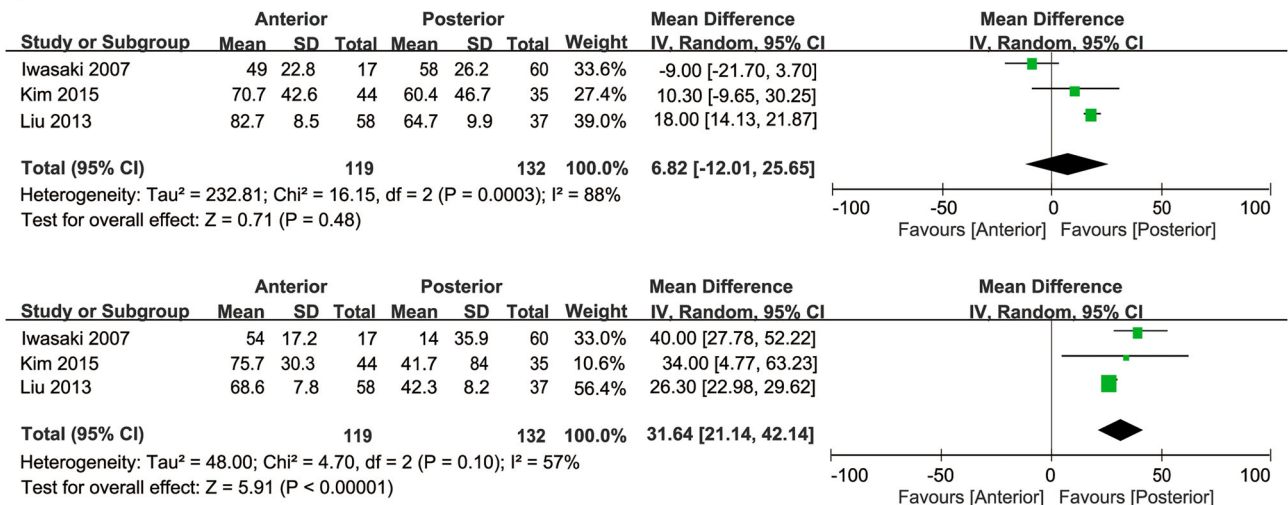 Anterior Posterior Mean Difference Mean Difference
Study or Subgroup Mean SD Total Mean SD Total Weight IV, Random, 95% CI IV, Random, 95% CI
Iwasaki 2007 49 22.8 17 58 26.2 60 33.6% -9.00 [-21.70, 3.70]
Kim 2015 70.7 42.6 44 60.4 46.7 35 27.4% 10.30 [-9.65, 30.25]
Liu 2013 82.7 8.5 58 64.7 9.9 37 39.0% 18.00 [14.13, 21.87]
Total (95% CI) 119 132 100.0% 6.82 [-12.01, 25.65]
Heterogeneity: Tau² = 232.81; Chi² = 16.15, df = 2 (P = 0.0003); I² = 88%
Test for overall effect: Z = 0.71 (P = 0.48)
-100 -50 0 50 100
Favours [Anterior] Favours [Posterior]
Anterior Posterior Mean Difference Mean Difference
Study or Subgroup Mean SD Total Mean SD Total Weight IV, Random, 95% CI IV, Random, 95% CI
Iwasaki 2007 54 17.2 17 14 35.9 60 33.0% 40.00 [27.78, 52.22]
Kim 2015 75.7 30.3 44 41.7 84 35 10.6% 34.00 [4.77, 63.23]
Liu 2013 68.6 7.8 58 42.3 8.2 37 56.4% 26.30 [22.98, 29.62]
Total (95% CI) 119 132 100.0% 31.64 [21.14, 42.14]
Heterogeneity: Tau² = 48.00; Chi² = 4.70, df = 2 (P = 0.10); I² = 57%
Test for overall effect: Z = 5.91 (P < 0.00001)
-100 -50 0 50 100
Favours [Anterior] Favours [Posterior]